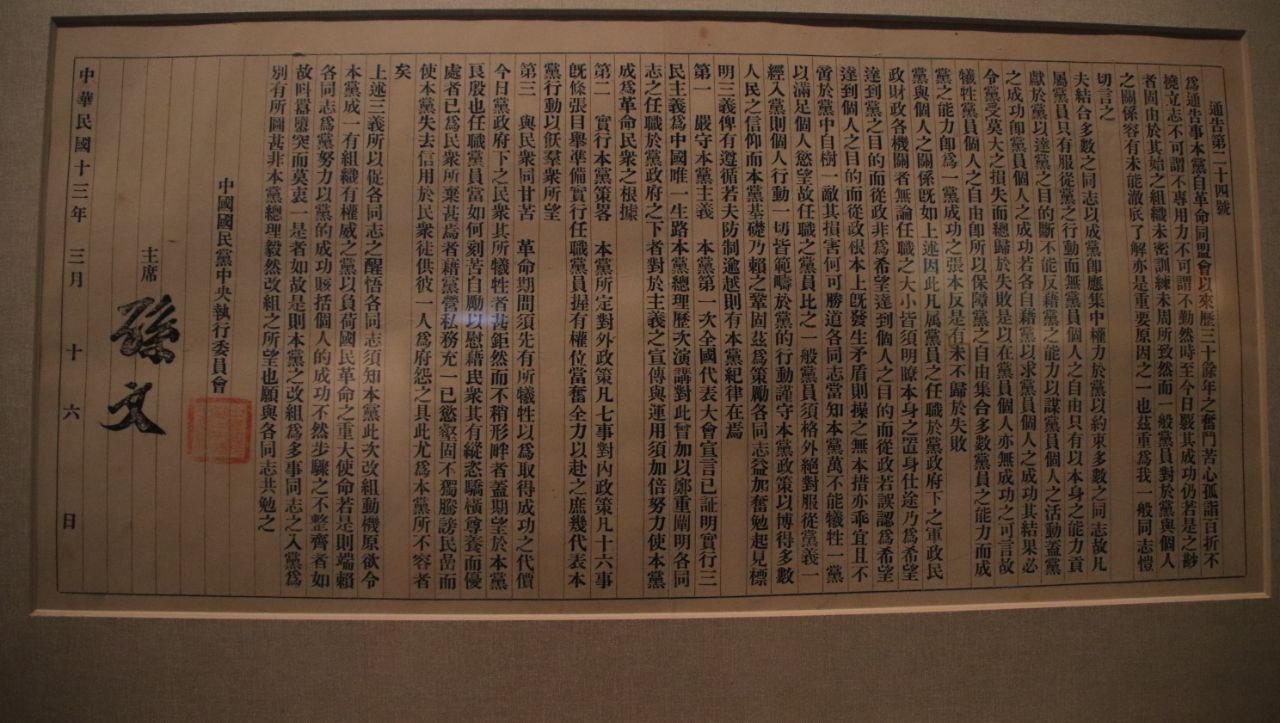 通告第二十四號
為通告事本黨自革命同盟會以來歷三十餘年之奮鬥苦心孤詣百折不
撓立志不可謂不專用力不可謂不勤然時至今日覈其成功仍若是之尠
者固由於其始之組織未密訓練未周所致然而一般黨員對於黨與個人
之關係容有未能澈底了解亦是重要原因之一也茲重為我一般同志懇
切言之
夫結合多數之同志以成黨卽應集中權力於黨以約束多數之同志故凡
屬黨員只有服從黨之行動而無黨員個人之自由只有以本身之能力貢
獻於黨以達黨之目的斷不能反藉黨之能力以謀黨員個人之活動蓋黨
之成功卽黨員個人之成功若各自藉黨以求黨員個人之成功其結果必
令黨受莫大之損失而總歸於失敗是以在黨員個人亦無成功之可言故
犧牲黨員個人之自由卽所以保障黨之自由集合多數黨員之能力而成
黨之能力卽為一黨成功之張本反是有未不歸於失敗
黨與個人之關係旣如上述因此凡属黨員之任職於黨政府下之軍政民
政財政各機關者無論任職之大小皆須明瞭本身之置身仕途乃為希望
達到黨之目的而從政非為希望達到個人之目的而從政若誤認為希望
達到個人之目的而從政根本上旣發生矛盾則操之無本措亦乖宜且不
啻於黨中自樹一敵其損害何可勝道各同志當知本黨萬不能犧牲一黨
以滿足個人慾望故任職之黨員比之一般黨員須格外絕對服從黨義一
經入黨則個人行動一切皆範疇於黨的行動謹守本黨政策以博得多數
人民之信仰而本黨基礎乃賴之鞏固茲為策勵各同志益加奮勉起見標
明三義俾有遵循若夫防制逾越則有本黨紀律在焉
第一　嚴守本黨主義　本黨第一次全國代表大會宣言已証明實行三
民主義為中國唯一生路本黨總理歷次演講對此曾加以鄭重闡明各同
志之任職於黨政府之下者對於主義之宣傳與運用須加倍努力使本黨
成為革命民衆之根據
第二　實行本黨策畧　本黨所定對外政策凡七事對內政策凡十六事
旣條張目舉準備實行任職黨員握有權位當奮全力以赴之庶幾代表本
黨行動以饜羣衆所望
第三　與民衆同甘苦　革命期間須先有所犧牲以為取得成功之代價
今日黨政府下之民衆其所犧牲者甚鉅然而不稍形畔者蓋期望於本黨
良殷也任職黨員當如何刻苦自勵以慰藉民衆其有縱恣驕橫尊養而優
處者已為民衆所棄甚焉者藉黨營私務充一己慾壑固不獨騰謗民喦而
使本黨失去信用於民衆徒供彼一人為府怨之具此尤為本黨所不容者
矣
上述三義所以促各同志之醒悟各同志須知本黨此次改組動機原欲令
本黨成一有組織有權威之黨以負荷國民革命之重大使命若是則端賴
各同志為黨努力以黨的成功賅括個人的成功不然步驟之不整齊者如
故叫囂隳突而莫衷一是者如故是則本黨之改組為多事同志之入黨為
別有所圖甚非本黨總理毅然改組之所望也願與各同志共勉之
中國國民黨中央執行委員會
主席　孫文
中華民國十三年　三月　十六日